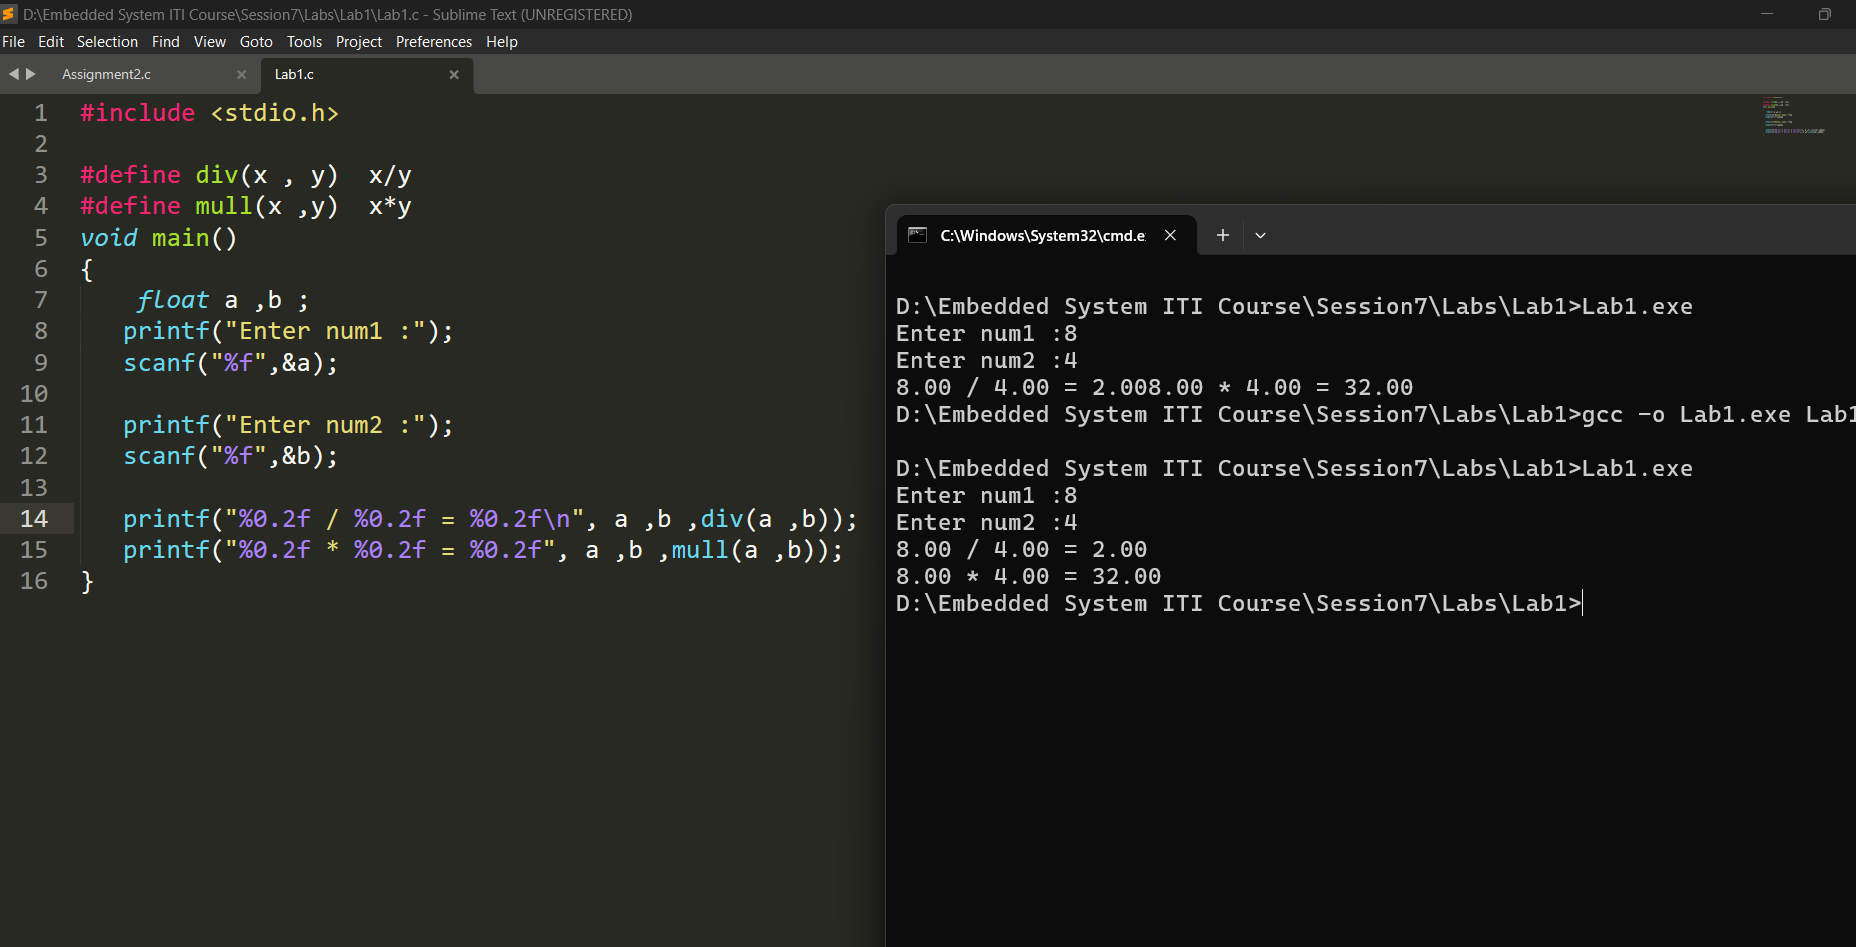 D:\Embedded System ITI Course\Session7\Labs\Lab1\Lab1.c - Sublime Text (UNREGISTERED)
File Edit Selection Find View Goto Tools Project Preferences Help
Assignment2.c
Lab1.c
1 #include <stdio.h>
2
3 #define div(x , y)  x/y
4 #define mull(x ,y)  x*y
5 void main()
6 {
7     float a ,b ;
8    printf("Enter num1 :");
9    scanf("%f",&a);
10
11    printf("Enter num2 :");
12    scanf("%f",&b);
13
14    printf("%0.2f / %0.2f = %0.2f\n", a ,b ,div(a ,b));
15    printf("%0.2f * %0.2f = %0.2f", a ,b ,mull(a ,b));
16 }
C:\Windows\System32\cmd.e
D:\Embedded System ITI Course\Session7\Labs\Lab1>Lab1.exe
Enter num1 :8
Enter num2 :4
8.00 / 4.00 = 2.008.00 * 4.00 = 32.00
D:\Embedded System ITI Course\Session7\Labs\Lab1>gcc -o Lab1.exe Lab1
D:\Embedded System ITI Course\Session7\Labs\Lab1>Lab1.exe
Enter num1 :8
Enter num2 :4
8.00 / 4.00 = 2.00
8.00 * 4.00 = 32.00
D:\Embedded System ITI Course\Session7\Labs\Lab1>